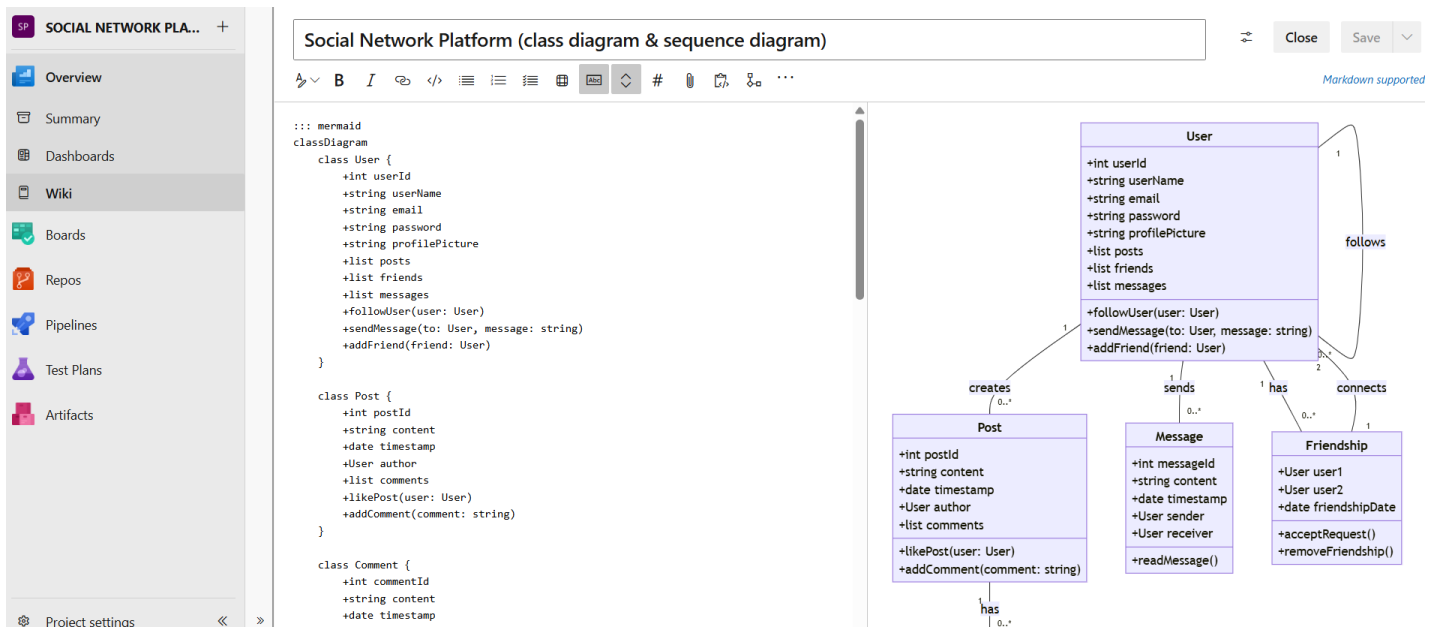 SP SOCIAL NETWORK PLA... +
Overview
Summary
Dashboards
Wiki
Boards
Repos
Pipelines
Test Plans
Artifacts
Project settings
Social Network Platform (class diagram & sequence diagram)
Close
Save
B I </> Abc # ···
Markdown supported
::: mermaid
classDiagram
class User {
+int userId
+string userName
+string email
+string password
+string profilePicture
+list posts
+list friends
+list messages
+followUser(user: User)
+sendMessage(to: User, message: string)
+addFriend(friend: User)
}
class Post {
+int postId
+string content
+date timestamp
+User author
+list comments
+likePost(user: User)
+addComment(comment: string)
}
class Comment {
+int commentId
+string content
+date timestamp
User
+int userId
+string userName
+string email
+string password
+string profilePicture
+list posts
+list friends
+list messages
+followUser(user: User)
+sendMessage(to: User, message: string)
+addFriend(friend: User)
1
follows
0..*
1
creates
0..*
1
sends
0..*
1
has
0..*
2
connects
1
Post
+int postId
+string content
+date timestamp
+User author
+list comments
+likePost(user: User)
+addComment(comment: string)
1
has
0..*
Message
+int messageId
+string content
+date timestamp
+User sender
+User receiver
+readMessage()
Friendship
+User user1
+User user2
+date friendshipDate
+acceptRequest()
+removeFriendship()